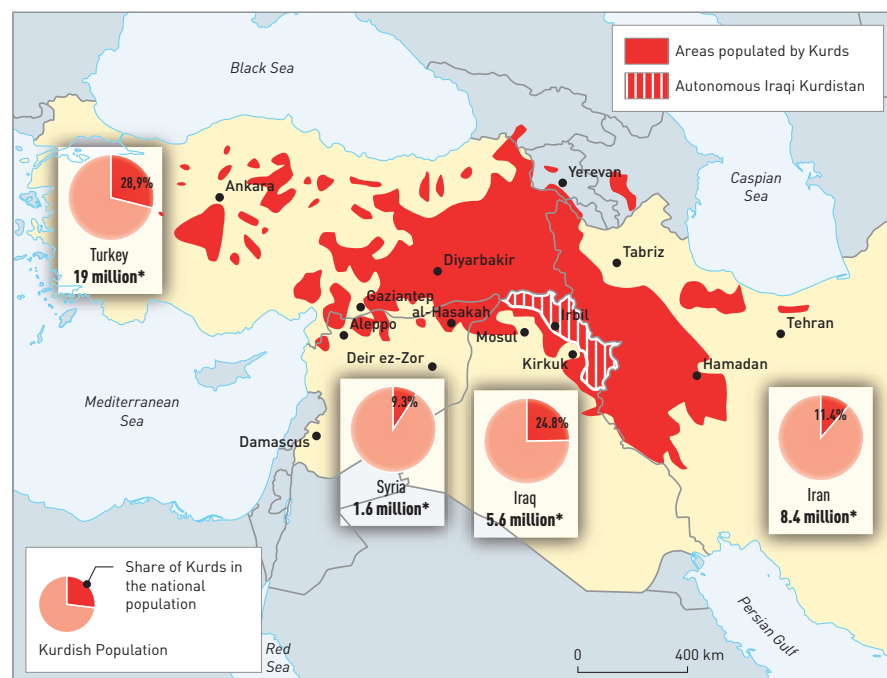 Black Sea
Areas populated by Kurds
Autonomous Iraqi Kurdistan
28,9%
Turkey
19 million*
Ankara
Yerevan
Caspian
Sea
Tabriz
Diyarbakir
Gaziantep
al-Hasakah
Irbil
Aleppo
Mosul
Tehran
Deir ez-Zor
Kirkuk
Hamadan
Mediterranean
Sea
Damascus
9.3%
Syria
1.6 million*
24.8%
Iraq
5.6 million*
11.4%
Iran
8.4 million*
Share of Kurds in
the national
population
Kurdish Population
Red
Sea
0 400 km
Persian Gulf